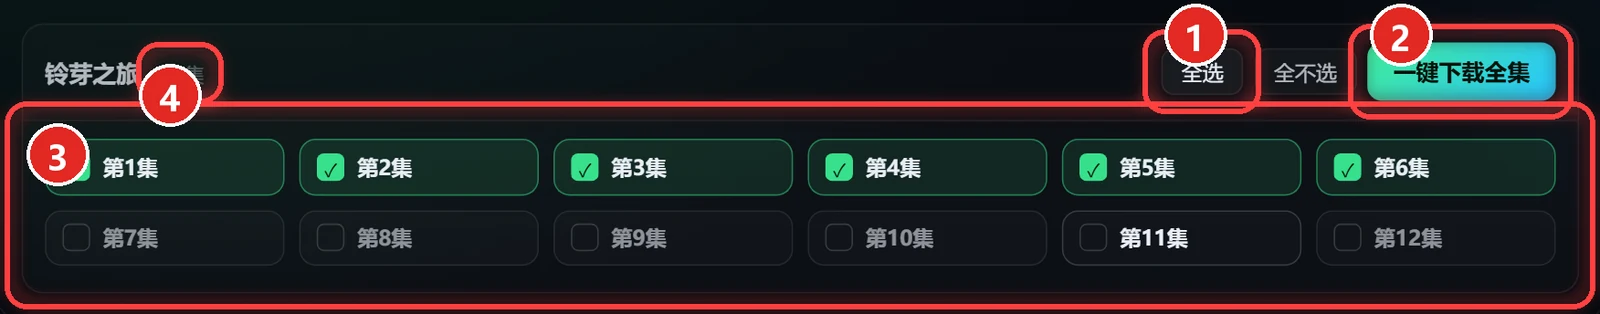 铃芽之旅 集
4
1
全选
全不选
2
一键下载全集
3
✓ 第1集
✓ 第2集
✓ 第3集
✓ 第4集
✓ 第5集
✓ 第6集
第7集
第8集
第9集
第10集
第11集
第12集